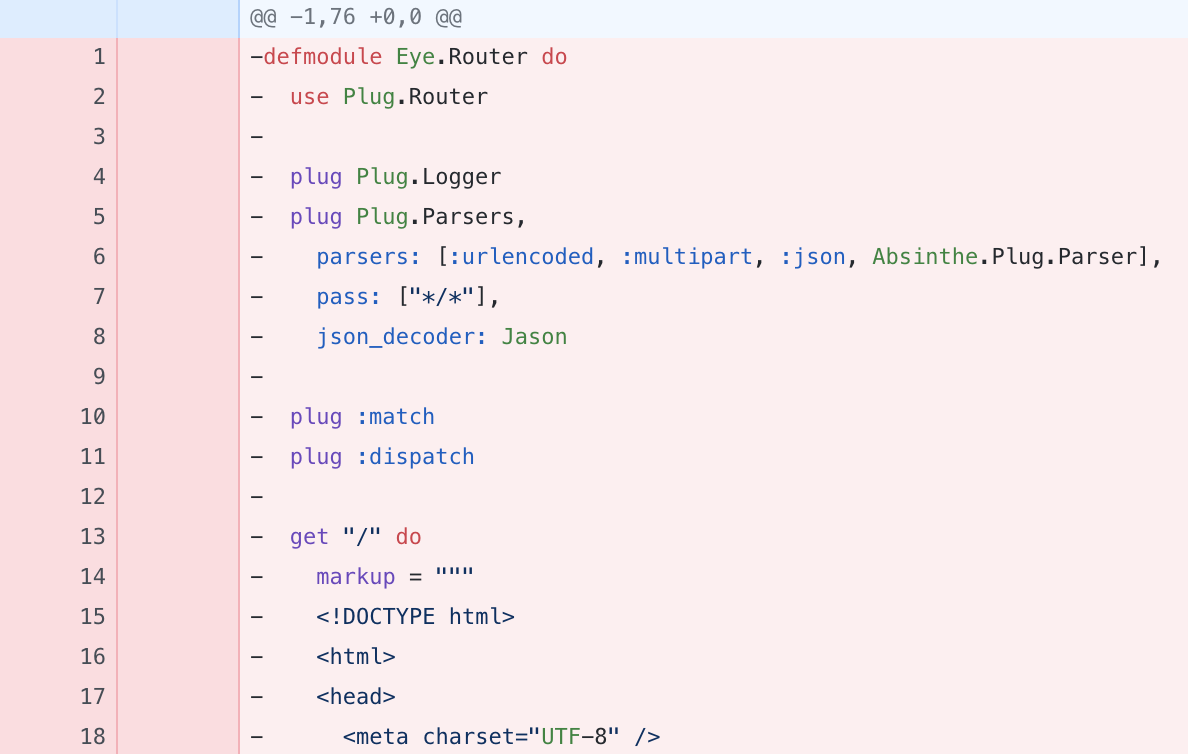 @@ -1,76 +0,0 @@
1 -defmodule Eye.Router do
2 -  use Plug.Router
3 -
4 -  plug Plug.Logger
5 -  plug Plug.Parsers,
6 -    parsers: [:urlencoded, :multipart, :json, Absinthe.Plug.Parser],
7 -    pass: ["*/*"],
8 -    json_decoder: Jason
9 -
10 -  plug :match
11 -  plug :dispatch
12 -
13 -  get "/" do
14 -    markup = """
15 -    <!DOCTYPE html>
16 -    <html>
17 -    <head>
18 -      <meta charset="UTF-8" />